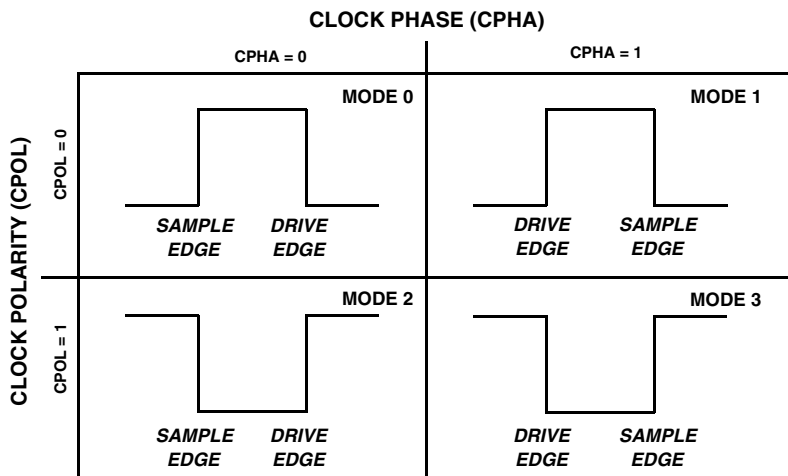 CLOCK PHASE (CPHA)
CPHA = 0
CPHA = 1
CLOCK POLARITY (CPOL)
CPOL = 0
MODE 0
SAMPLE
EDGE
DRIVE
EDGE
MODE 1
DRIVE
EDGE
SAMPLE
EDGE
CPOL = 1
MODE 2
SAMPLE
EDGE
DRIVE
EDGE
MODE 3
DRIVE
EDGE
SAMPLE
EDGE